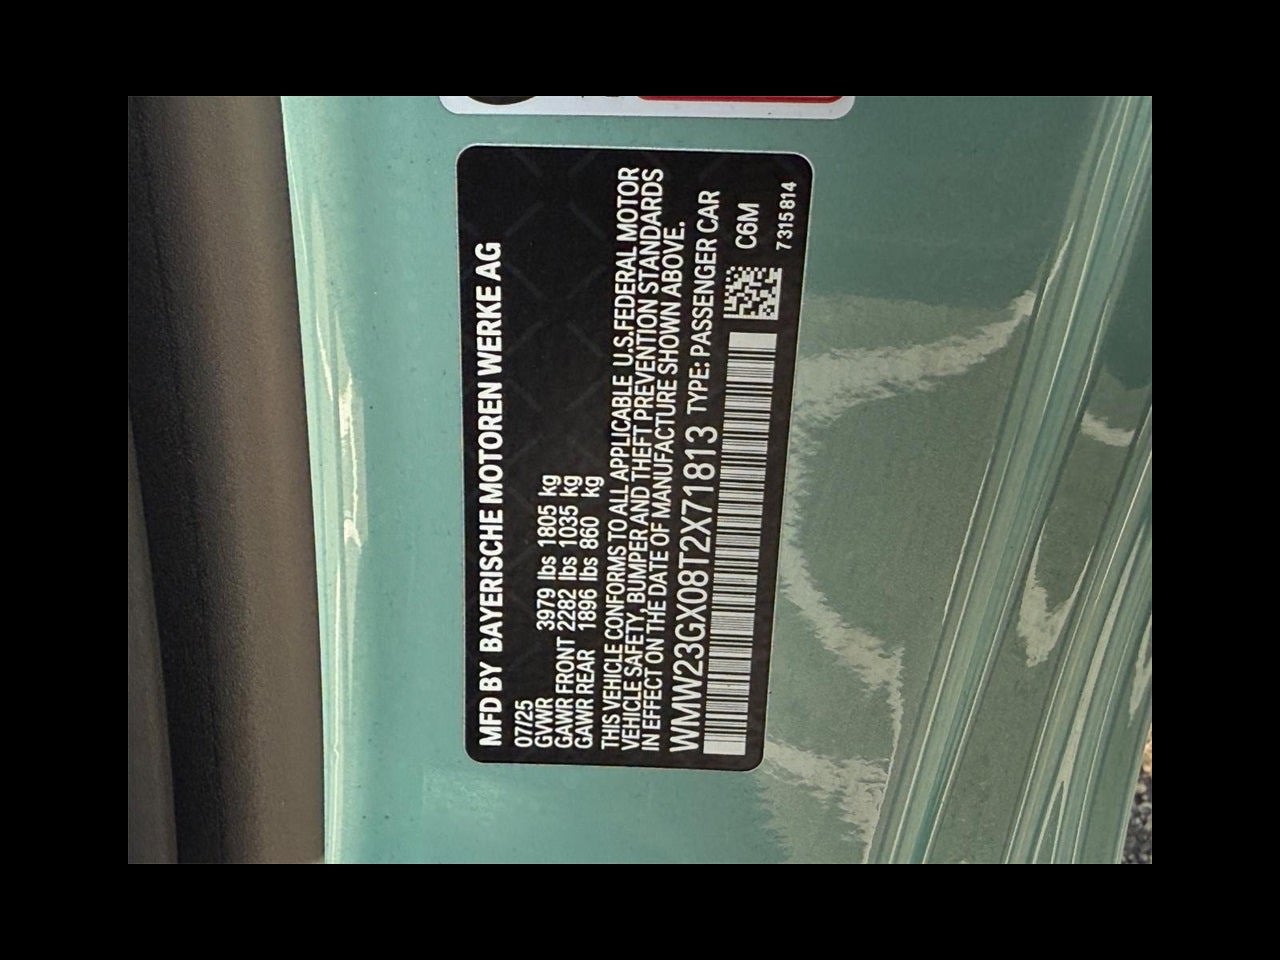 MFD BY BAYERISCHE MOTOREN WERKE AG
07/25
GVWR 3979 lbs 1805 kg
GAWR FRONT 2282 lbs 1035 kg
GAWR REAR 1896 lbs 860 kg
THIS VEHICLE CONFORMS TO ALL APPLICABLE U.S.FEDERAL MOTOR
VEHICLE SAFETY, BUMPER AND THEFT PREVENTION STANDARDS
IN EFFECT ON THE DATE OF MANUFACTURE SHOWN ABOVE.
WMW23GX08T2X71813 TYPE: PASSENGER CAR
C6M
7315814